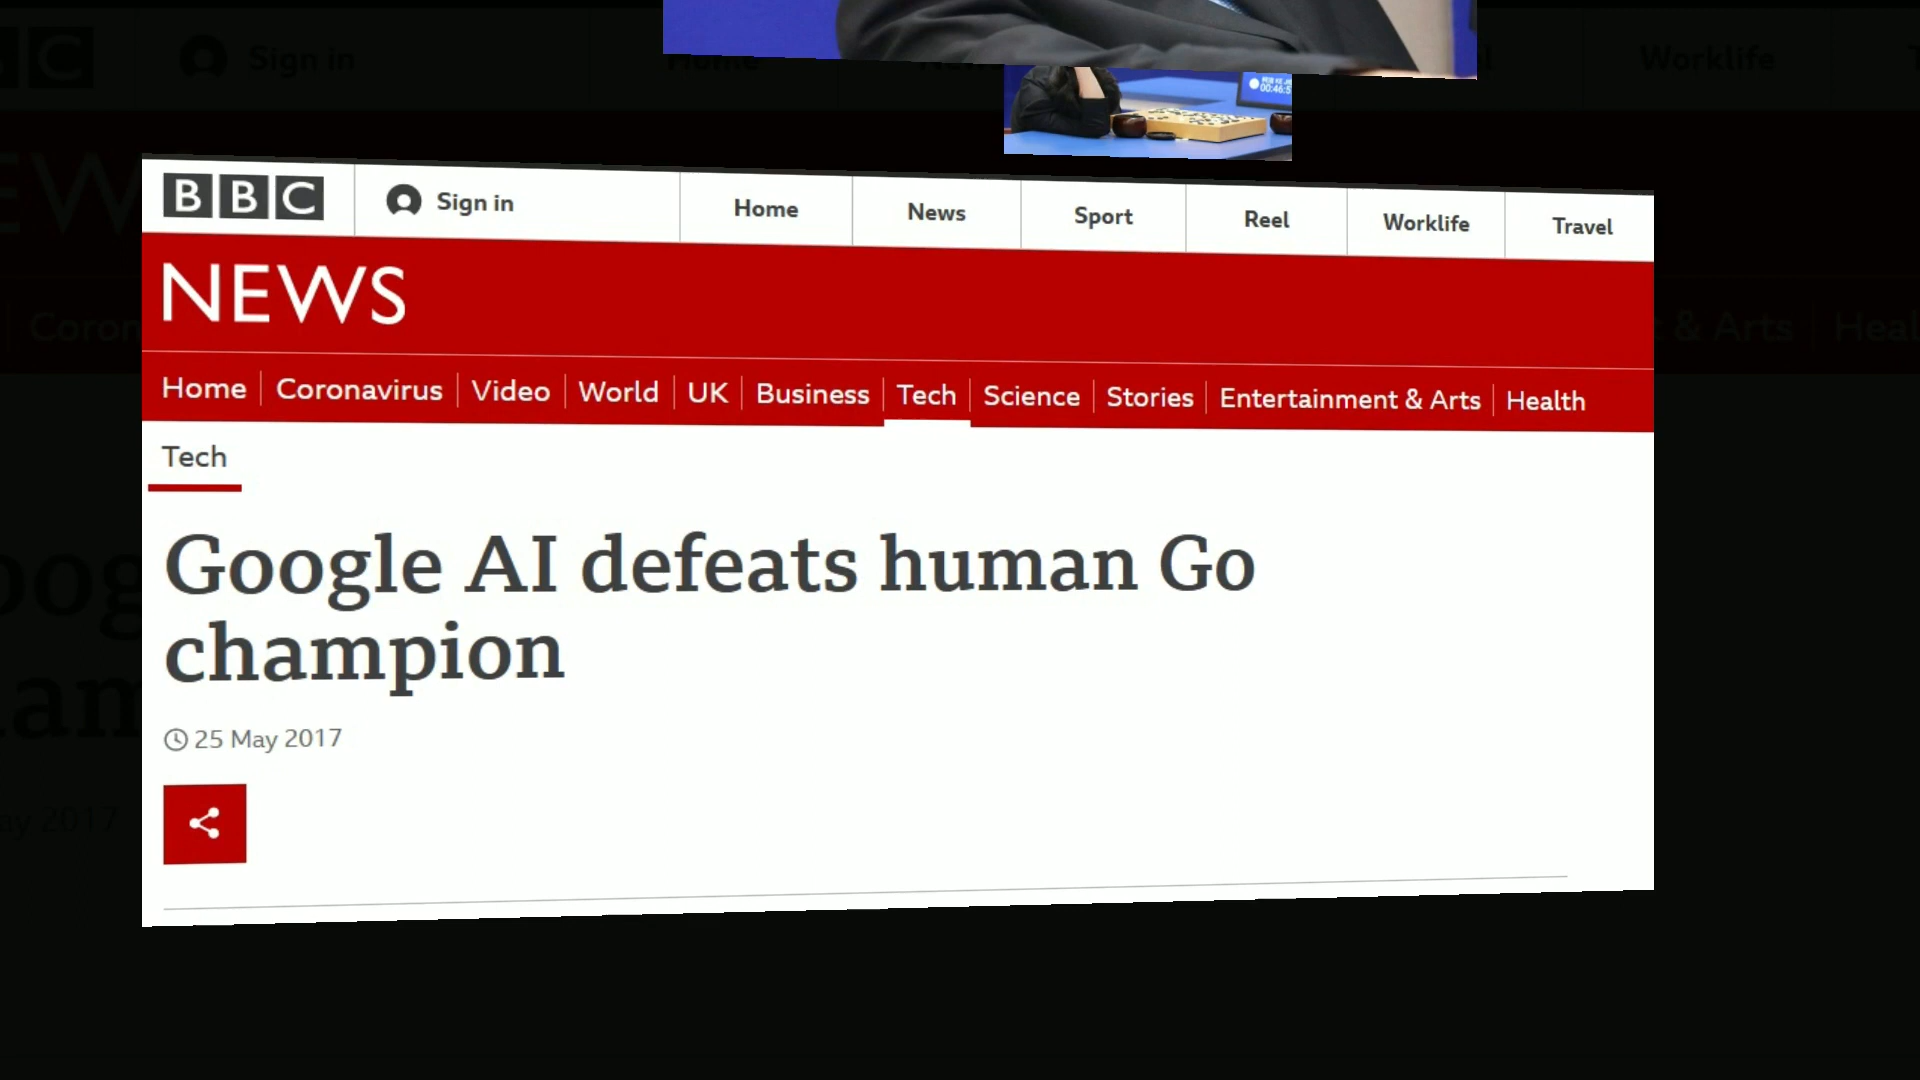 BBC
Sign in
Home
News
Sport
Reel
Worklife
Travel
NEWS
Home
Coronavirus
Video
World
UK
Business
Tech
Science
Stories
Entertainment & Arts
Health
Tech
Google AI defeats human Go
champion
25 May 2017